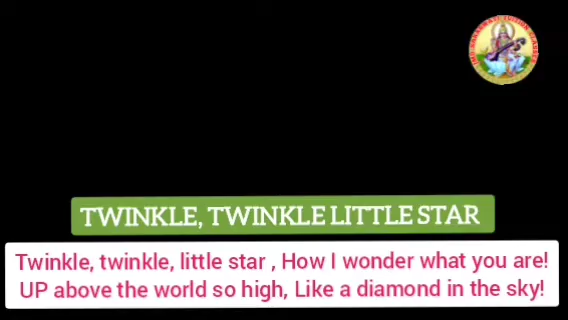 TWINKLE, TWINKLE LITTLE STAR
Twinkle, twinkle, little star , How I wonder what you are!
UP above the world so high, Like a diamond in the sky!